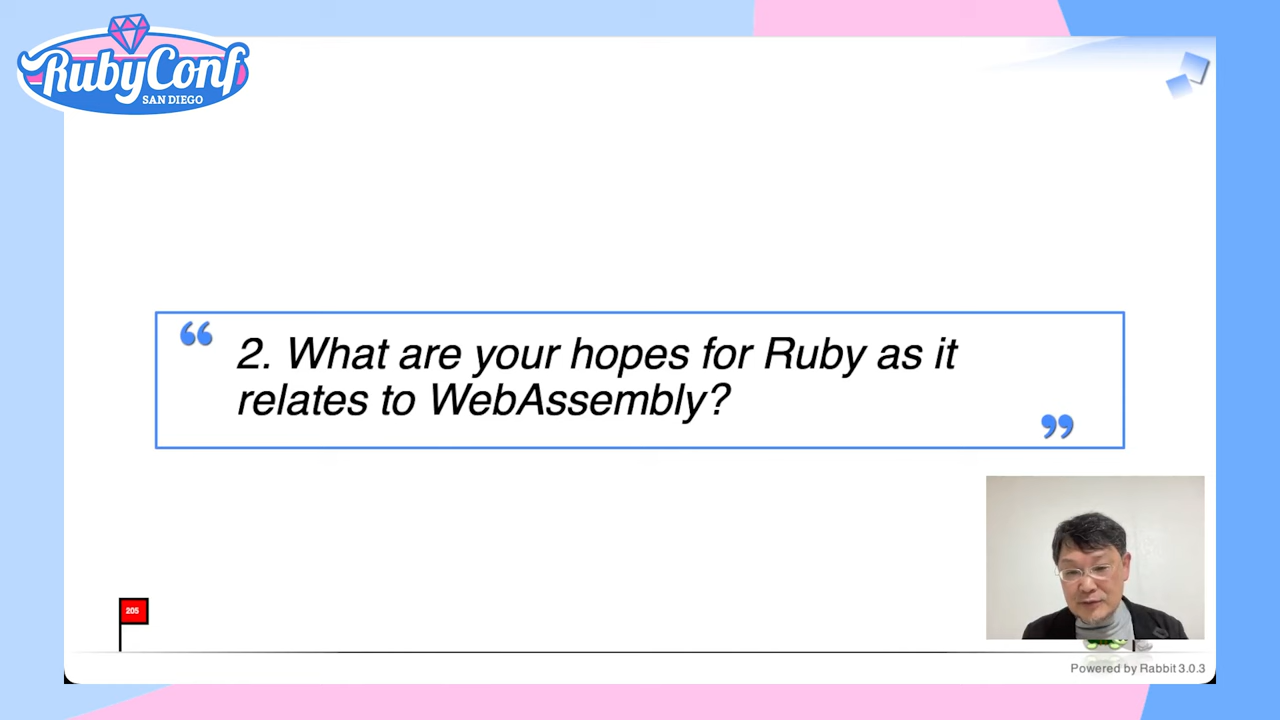 RubyConf
SAN DIEGO
“
2. What are your hopes for Ruby as it
relates to WebAssembly?
”
205
Powered by Rabbit 3.0.3